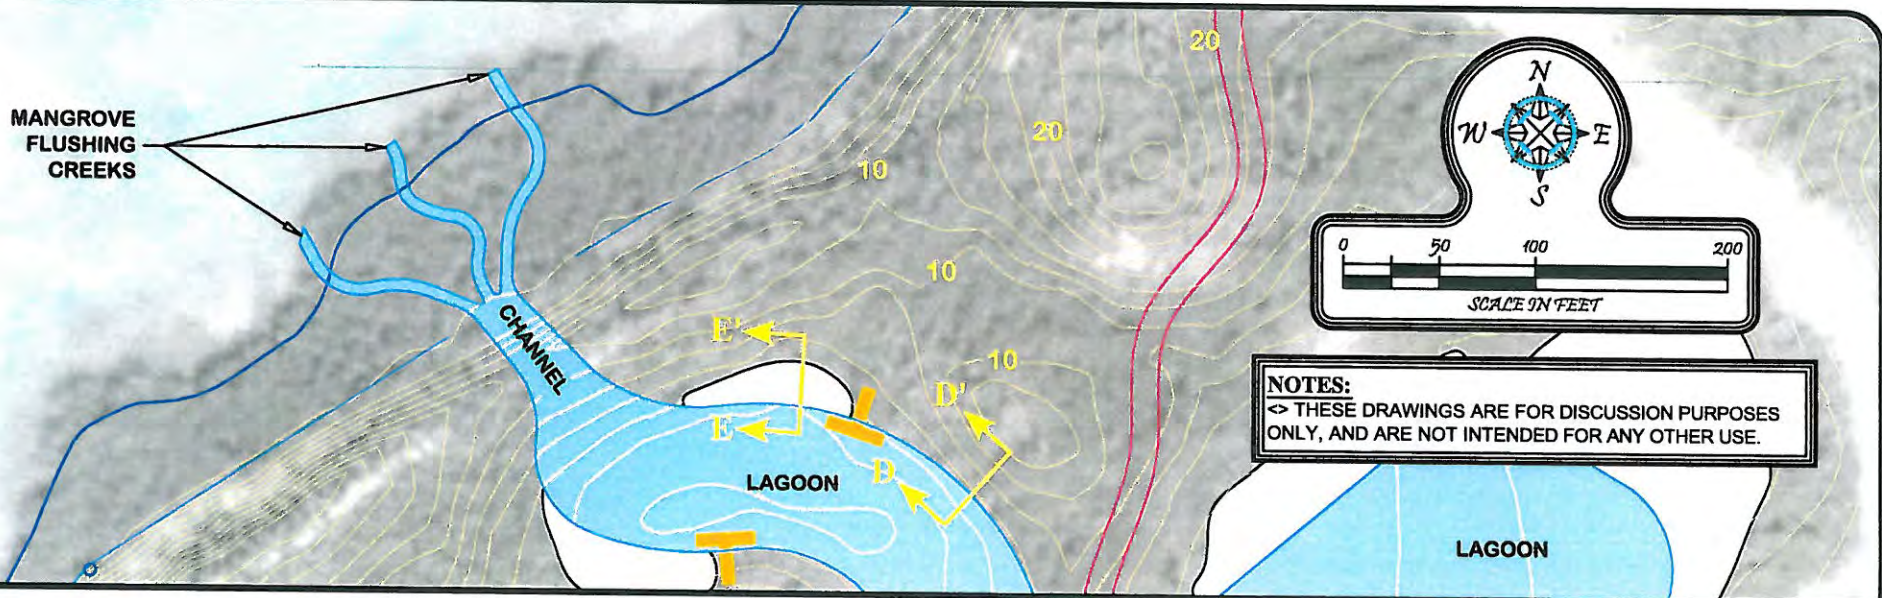 MANGROVE
FLUSHING
CREEKS
CHANNEL
20
20
10
10
10
E'
E
D'
D
LAGOON
N
W E
S
0 50 100 200
SCALE IN FEET
NOTES:
<> THESE DRAWINGS ARE FOR DISCUSSION PURPOSES
ONLY, AND ARE NOT INTENDED FOR ANY OTHER USE.
LAGOON